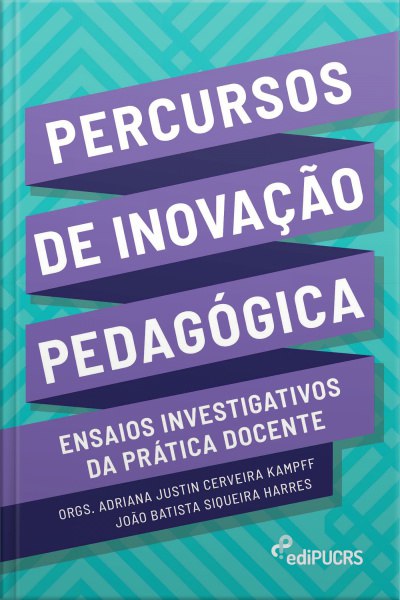 PERCURSOS
DE INOVAÇÃO
PEDAGÓGICA
ENSAIOS INVESTIGATIVOS
DA PRÁTICA DOCENTE
ORGS. ADRIANA JUSTIN CERVEIRA KAMPFF
JOÃO BATISTA SIQUEIRA HARRES
ediPUCRS